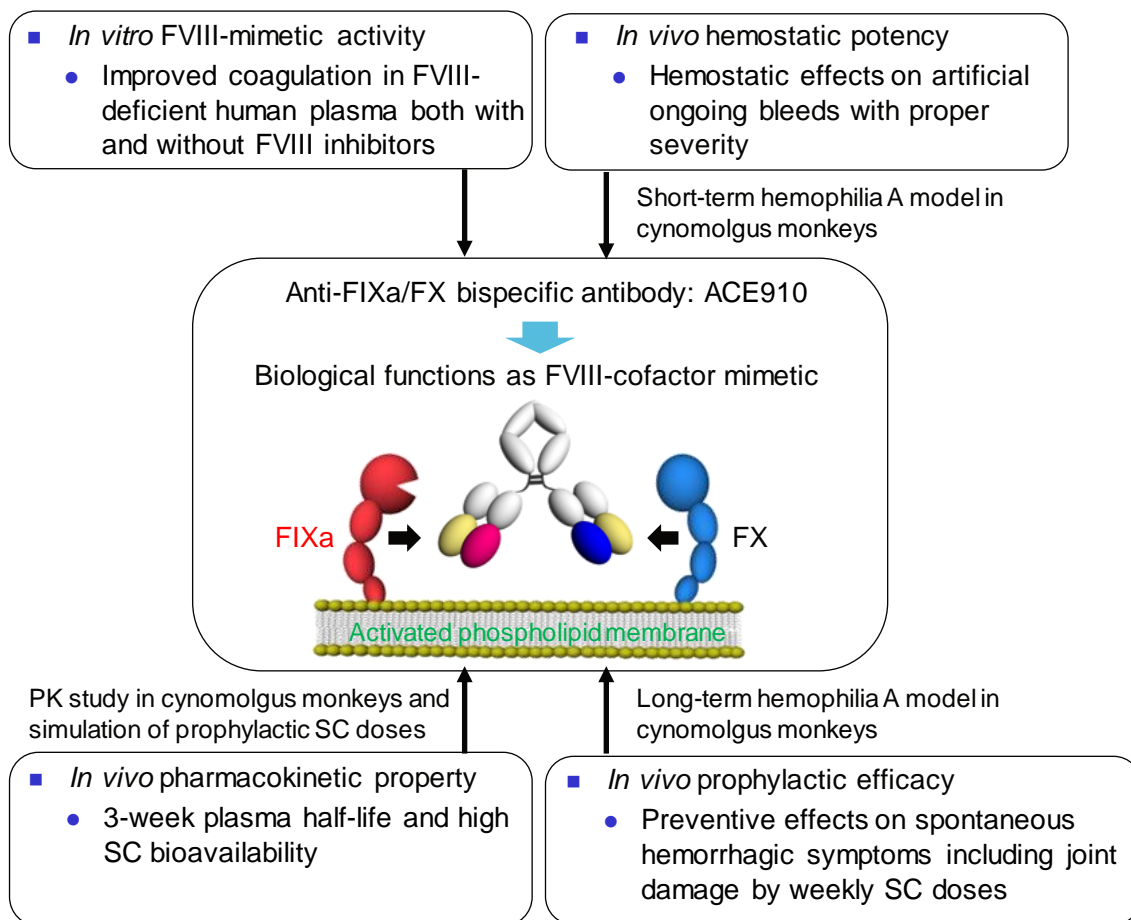 In vitro FVIII-mimetic activity
Improved coagulation in FVIII-
deficient human plasma both with
and without FVIII inhibitors
In vivo hemostatic potency
Hemostatic effects on artificial
ongoing bleeds with proper
severity
Short-term hemophilia A model in
cynomolgus monkeys
Anti-FIXa/FX bispecific antibody: ACE910
Biological functions as FVIII-cofactor mimetic
FIXa
FX
Activated phospholipid membrane
PK study in cynomolgus monkeys and
simulation of prophylactic SC doses
Long-term hemophilia A model in
cynomolgus monkeys
In vivo pharmacokinetic property
3-week plasma half-life and high
SC bioavailability
In vivo prophylactic efficacy
Preventive effects on spontaneous
hemorrhagic symptoms including joint
damage by weekly SC doses